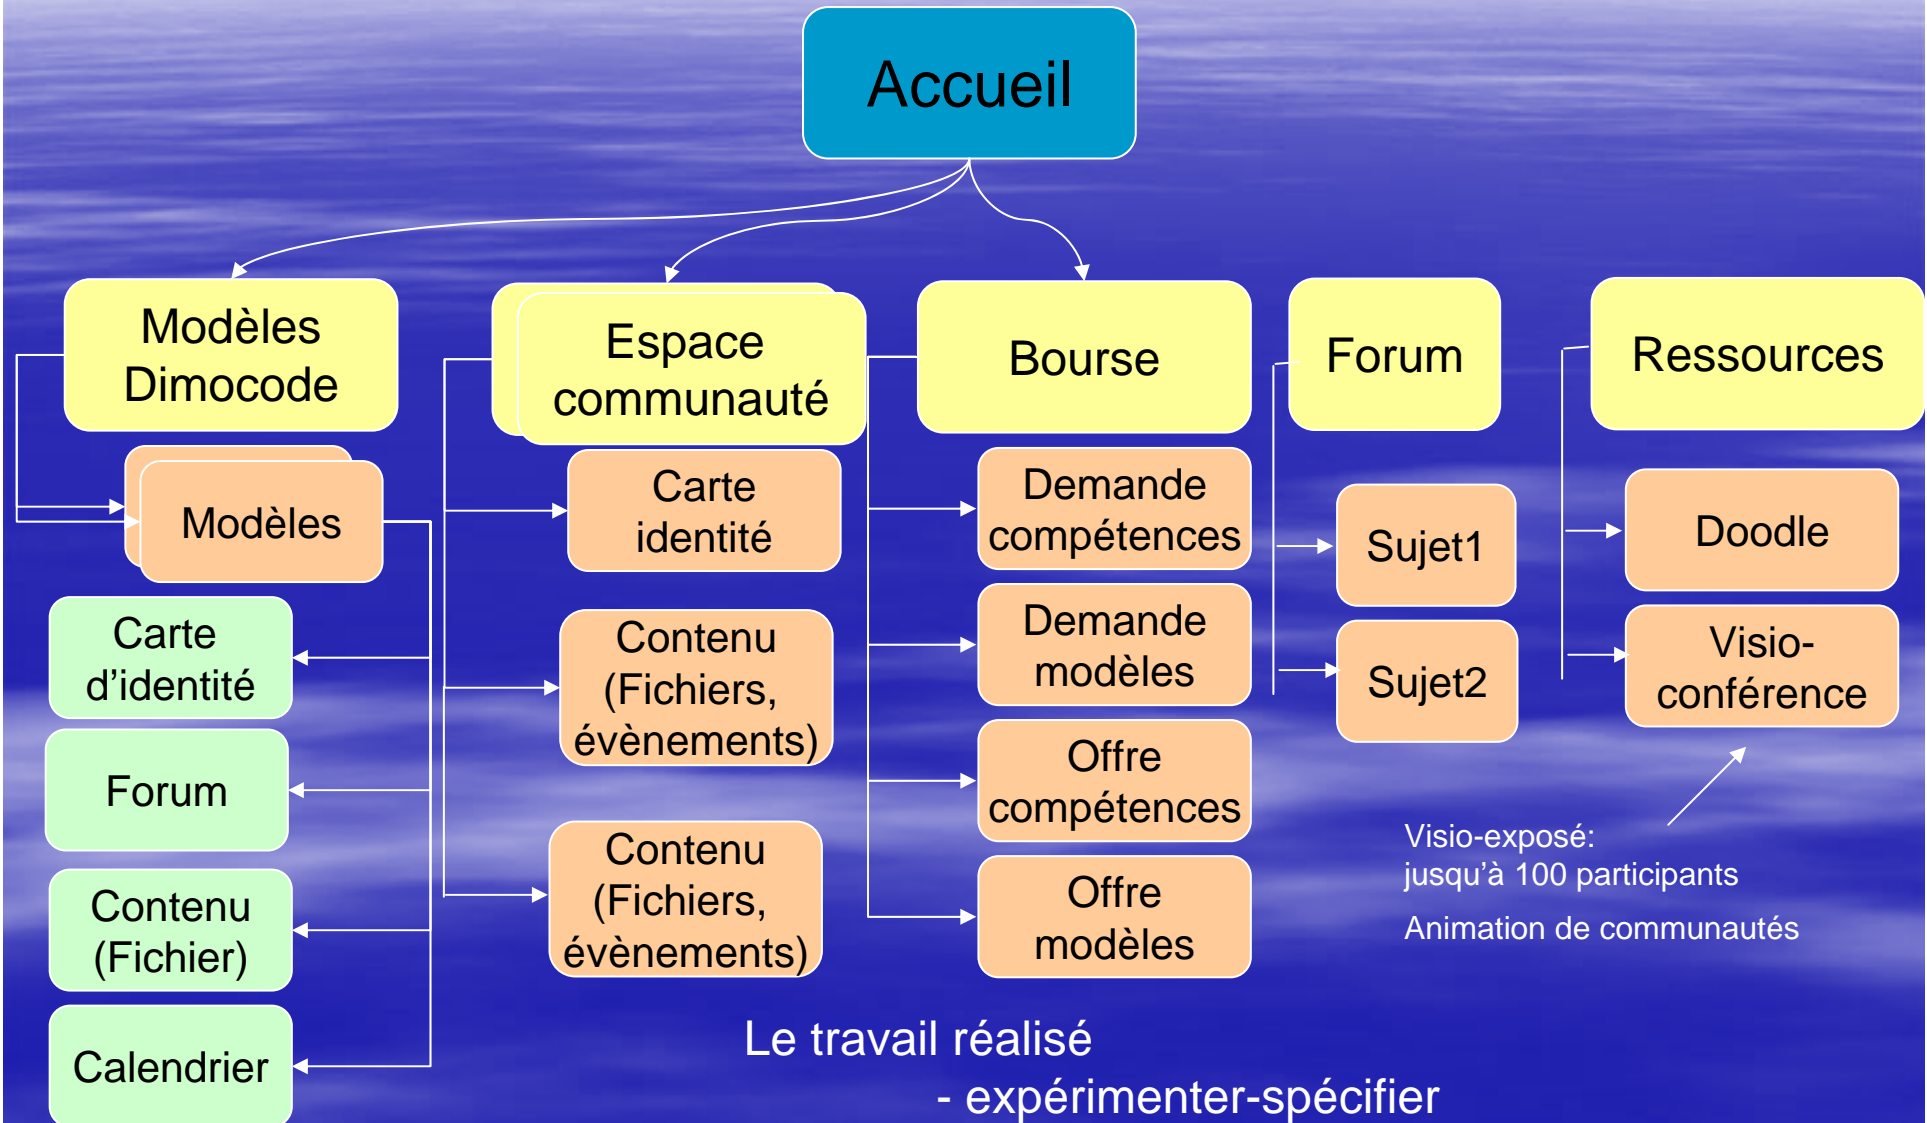 Accueil
Modèles
Dimocode
Espace
communauté
Bourse
Forum
Ressources
Modèles
Carte
d’identité
Forum
Contenu
(Fichier)
Calendrier
Carte
identité
Contenu
(Fichiers,
évènements)
Contenu
(Fichiers,
évènements)
Demande
compétences
Demande
modèles
Offre
compétences
Offre
modèles
Sujet1
Sujet2
Doodle
Visio-
conférence
Visio-exposé:
jusqu’à 100 participants
Animation de communautés
Le travail réalisé
- expérimenter-spécifier